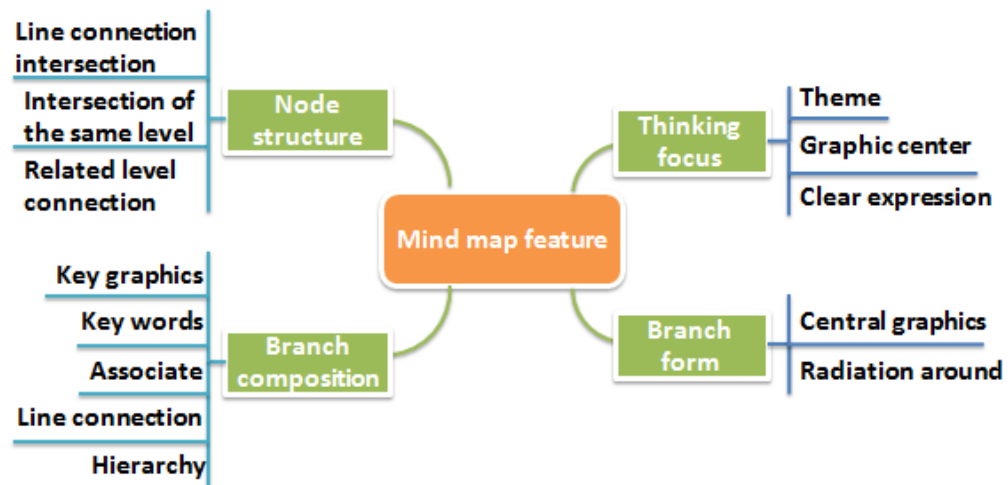 Line connection
intersection
Intersection of
the same level
Related level
connection
Node
structure
Thinking
focus
Theme
Graphic center
Clear expression
Mind map feature
Key graphics
Key words
Associate
Line connection
Hierarchy
Branch
composition
Branch
form
Central graphics
Radiation around